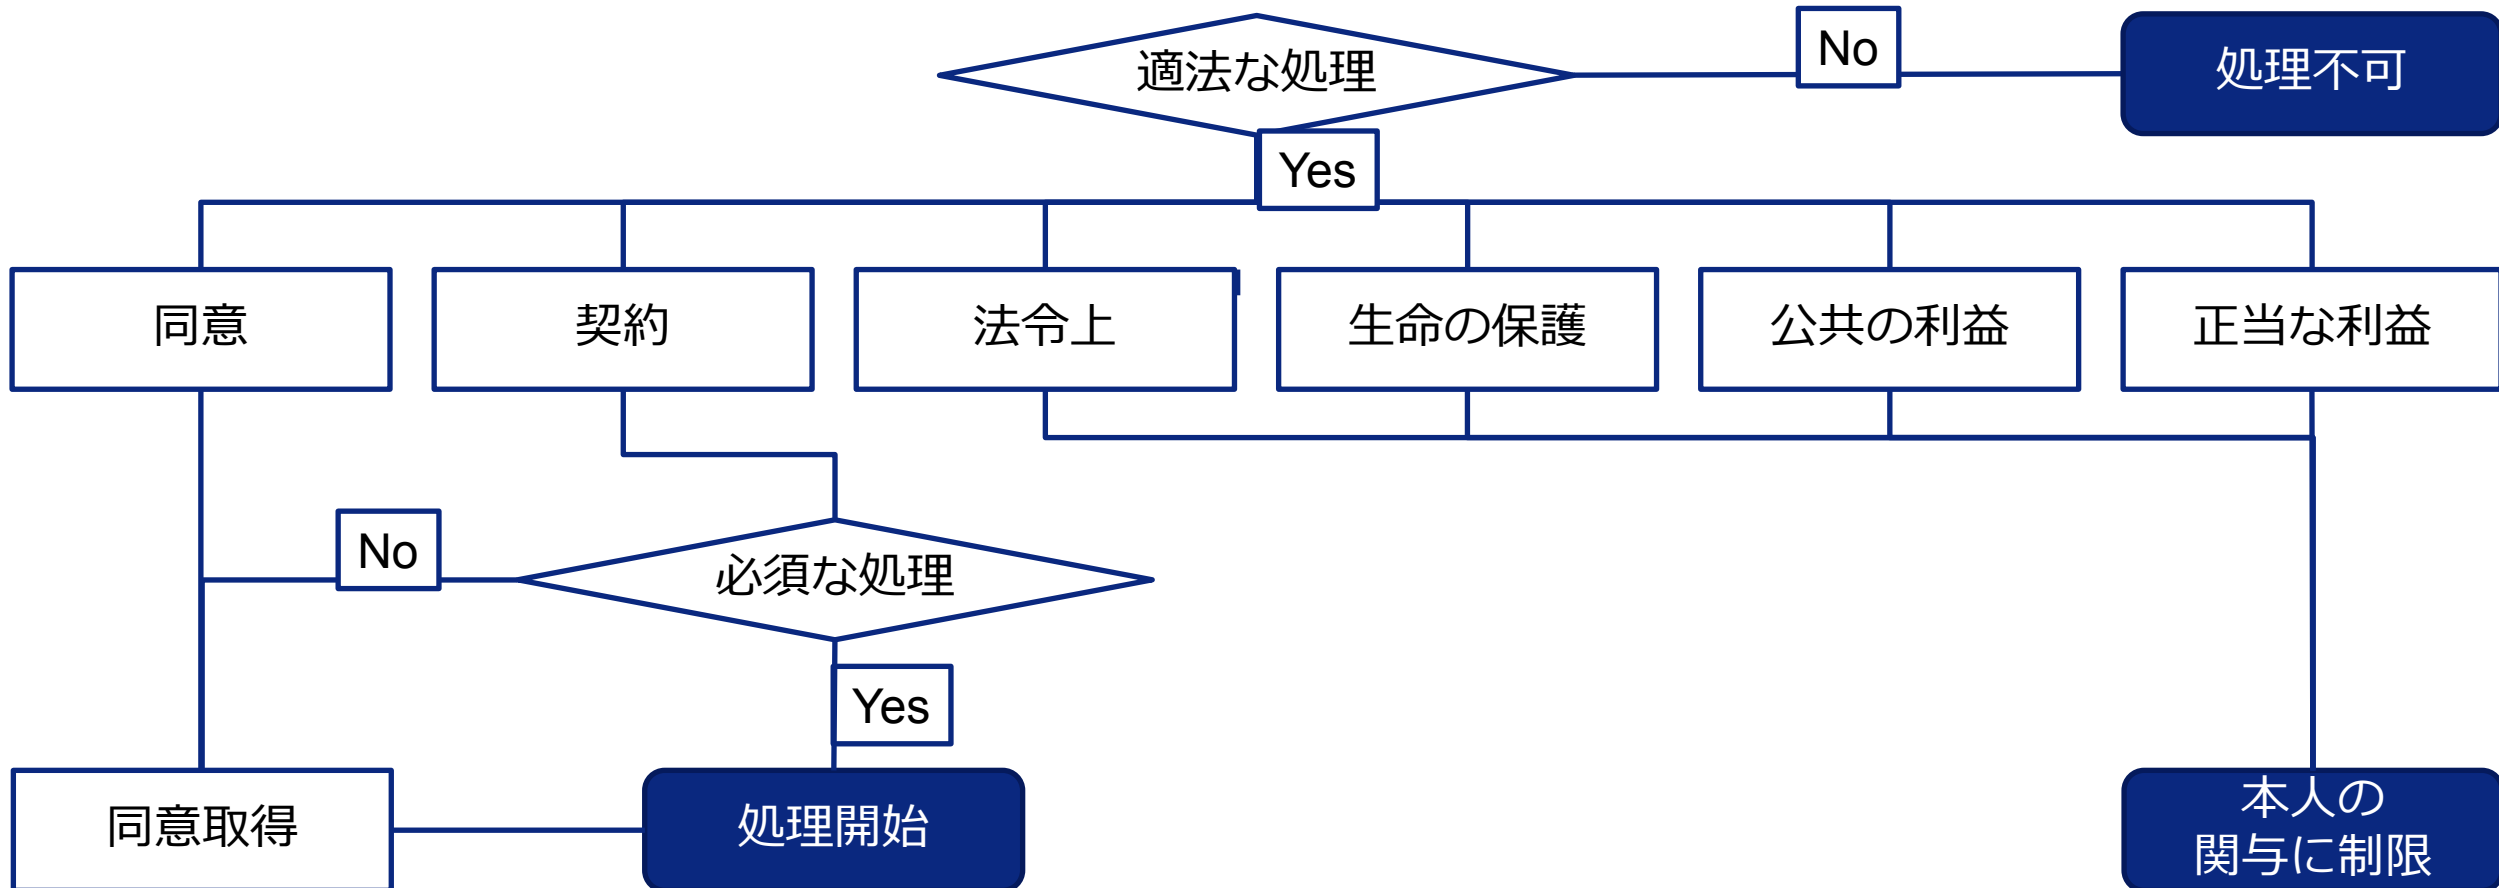 適法な処理
No
処理不可
Yes
同意
契約
法令上
生命の保護
公共の利益
正当な利益
No
必須な処理
Yes
同意取得
処理開始
本人の
関与に制限